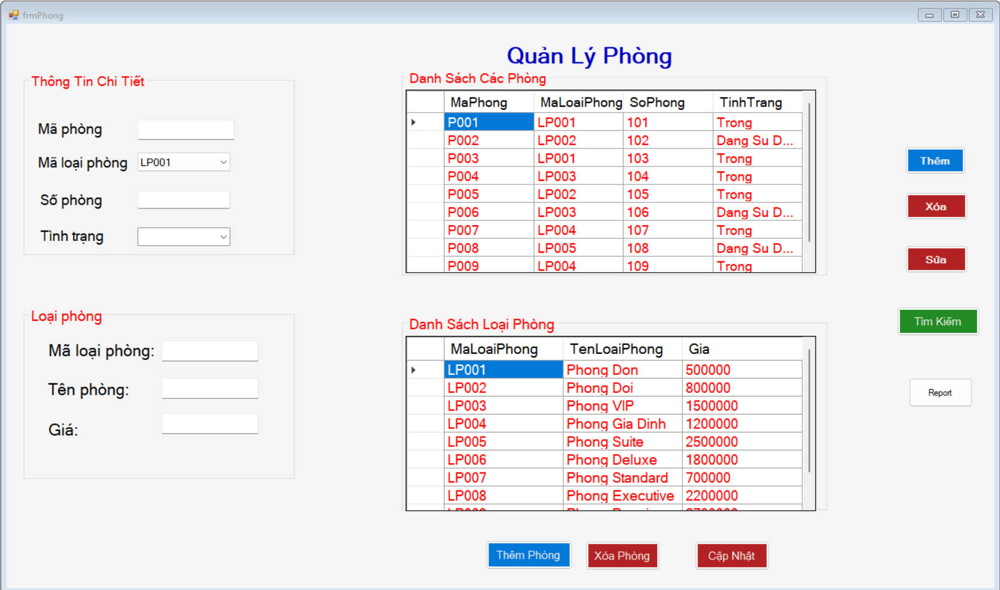 frmPhong
Quản Lý Phòng
Thông Tin Chi Tiết
Mã phòng
Mã loại phòng LP001
Số phòng
Tình trạng
Danh Sách Các Phòng
MaPhong MaLoaiPhong SoPhong TinhTrang
P001 LP001 101 Trong
P002 LP002 102 Dang Su D...
P003 LP001 103 Trong
P004 LP003 104 Trong
P005 LP002 105 Trong
P006 LP003 106 Dang Su D...
P007 LP004 107 Trong
P008 LP005 108 Dang Su D...
P009 LP004 109 Trong
Thêm
Xóa
Sửa
Tìm Kiếm
Report
Loại phòng
Mã loại phòng:
Tên phòng:
Giá:
Danh Sách Loại Phòng
MaLoaiPhong TenLoaiPhong Gia
LP001 Phong Don 500000
LP002 Phong Doi 800000
LP003 Phong VIP 1500000
LP004 Phong Gia Dinh 1200000
LP005 Phong Suite 2500000
LP006 Phong Deluxe 1800000
LP007 Phong Standard 700000
LP008 Phong Executive 2200000
Thêm Phòng
Xóa Phòng
Cập Nhật